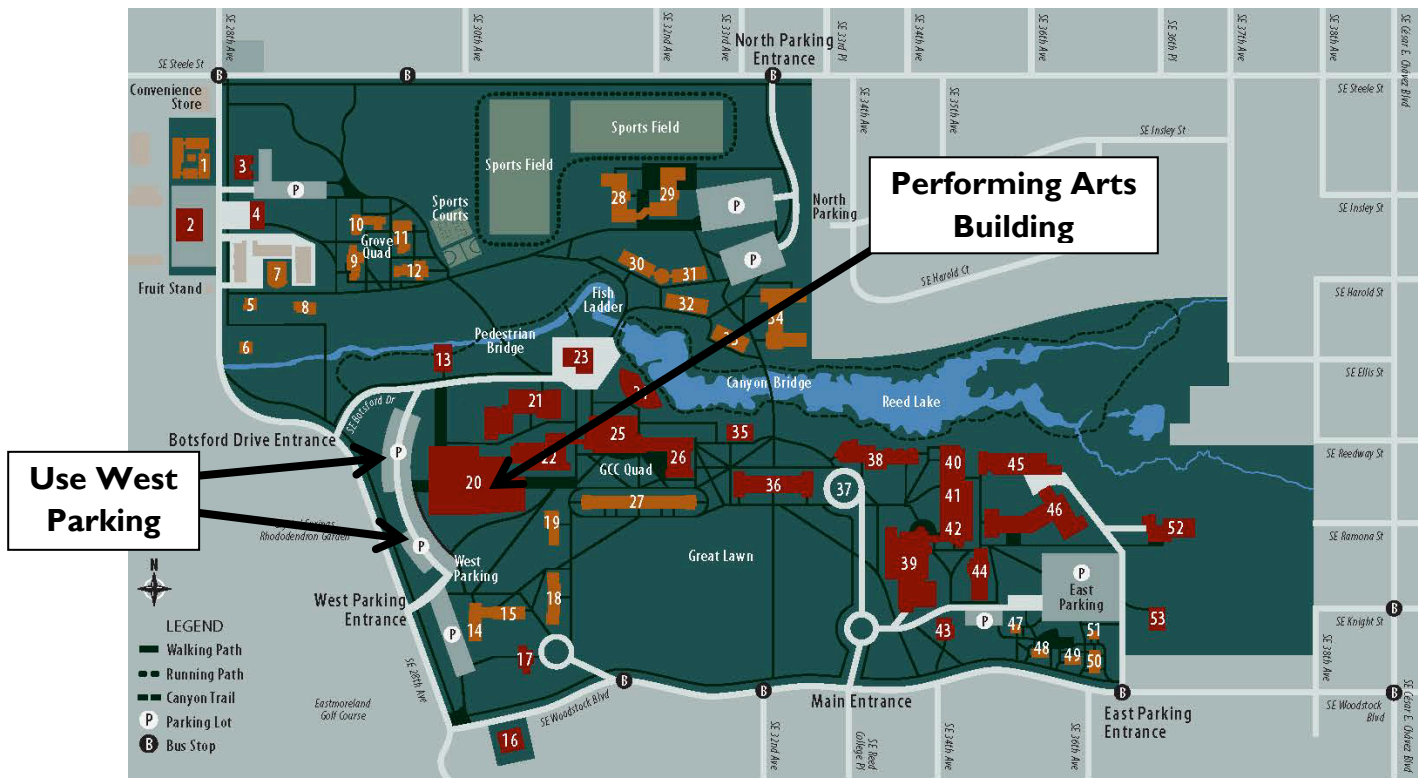 SE 28th Ave
SE 30th Ave
SE 32nd Ave
SE 33rd Ave
SE 33rd Pl
SE 34th Ave
SE 36th Ave
SE 36th Pl
SE 37th Ave
SE 38th Ave
SE César E. Chávez Blvd
North Parking
Entrance
SE Steele St
B
B
B
SE Steele St
Convenience
Store
SE 34th Ave
SE 35th Ave
SE Insley St
Sports Field
Sports Field
1
3
P
28
29
P
North
Parking
Performing Arts
Building
SE Insley St
2
4
Sports
Courts
10
11
Grove
Quad
9
12
7
P
30
31
SE Harold Ct
Fruit Stand
5
8
Fish
Ladder
32
34
SE Harold St
6
Pedestrian
Bridge
13
23
Canyon Bridge
Reed Lake
SE Ellis St
SE Botsford Dr
21
Botsford Drive Entrance
P
25
35
SE Reedway St
22
GCC Quad
26
38
40
45
Use West
Parking
20
36
37
41
27
46
42
52
19
Rhododendron Garden
SE Ramona St
P
West
Parking
Great Lawn
39
44
P
East
Parking
N
West Parking
Entrance
18
15
14
P
17
43
P
47
51
53
B
SE Knight St
48
49
50
LEGEND
Walking Path
Running Path
Canyon Trail
P
Parking Lot
B
Bus Stop
SE 28th Ave
Eastmoreland
Golf Course
16
SE Woodstock Blvd
B
B
Main Entrance
B
East Parking
Entrance
B
SE Woodstock
Blvd
SE 32nd Ave
SE Reed
College Pl
SE 34th Ave
SE 36th Ave
SE 38th Ave
SE César E. Chávez Blvd